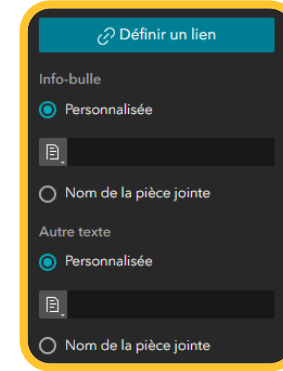 Définir un lien
Info-bulle
Personnalisée
Nom de la pièce jointe
Autre texte
Personnalisée
Nom de la pièce jointe